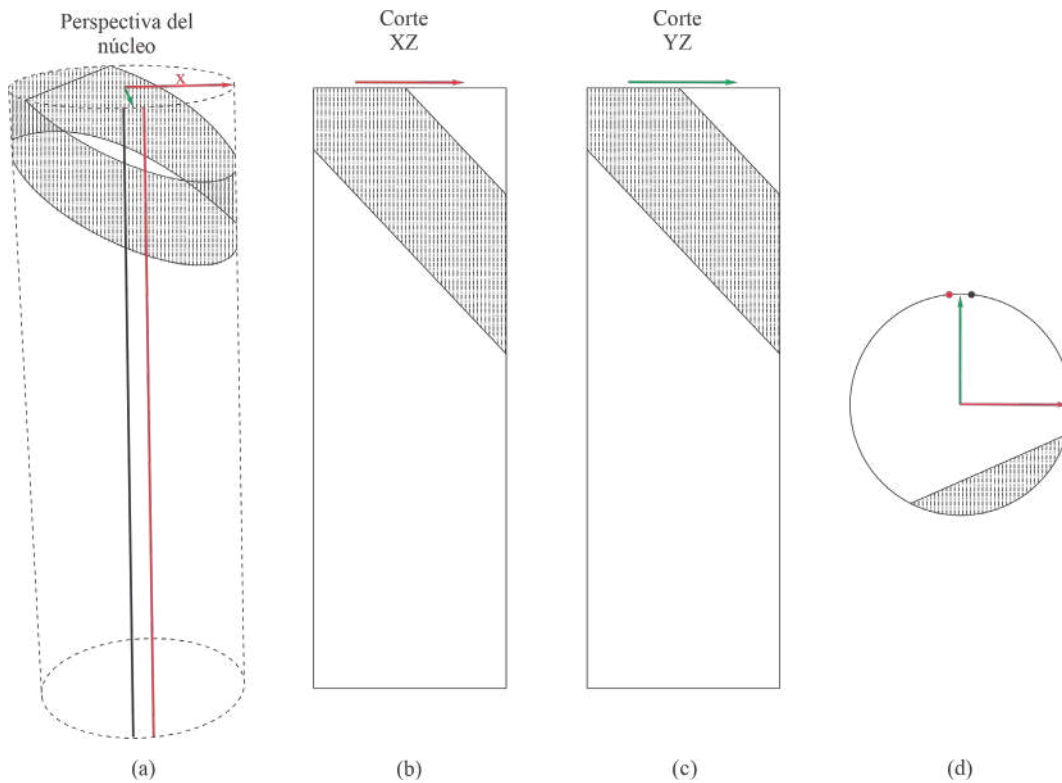 Perspectiva del
núcleo
X
Corte
XZ
Corte
YZ
(a)
(b)
(c)
(d)